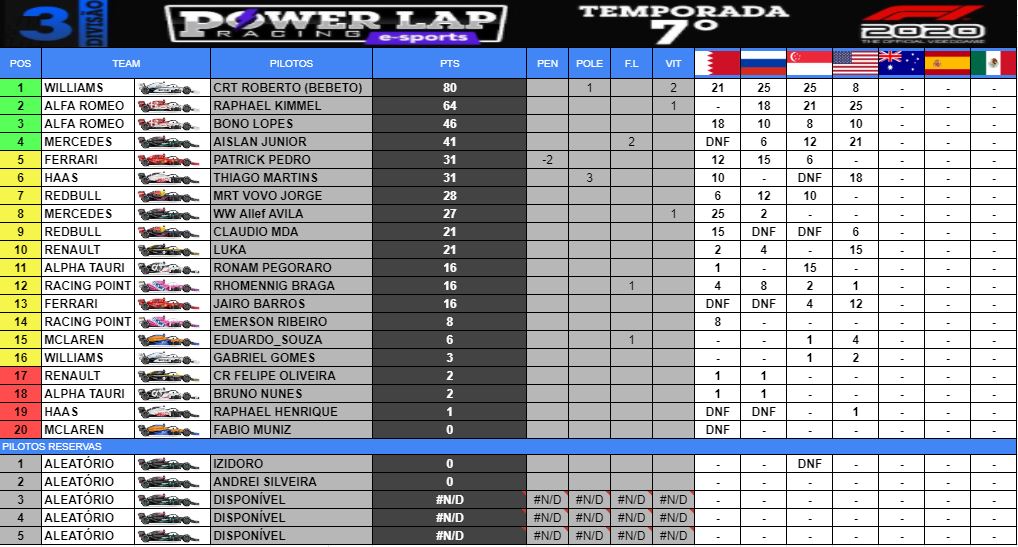 3 DIVISÃO POWER LAP TEMPORADA F1
RACING e-sports 7º 2020
THE OFFICIAL VIDEOGAME
POS TEAM PILOTOS PTS PEN POLE F.L VIT
1 WILLIAMS CRT ROBERTO (BEBETO) 80 1 2 21 25 25 8 - - -
2 ALFA ROMEO RAPHAEL KIMMEL 64 1 - 18 21 25 - - -
3 ALFA ROMEO BONO LOPES 46 18 10 8 10 - - -
4 MERCEDES AISLAN JUNIOR 41 2 DNF 6 12 21 - - -
5 FERRARI PATRICK PEDRO 31 -2 12 15 6 - - - -
6 HAAS THIAGO MARTINS 31 3 10 - DNF 18 - - -
7 REDBULL MRT VOVO JORGE 28 6 12 10 - - - -
8 MERCEDES WW Allef AVILA 27 1 25 2 - - - - -
9 REDBULL CLAUDIO MDA 21 15 DNF DNF 6 - - -
10 RENAULT LUKA 21 2 4 - 15 - - -
11 ALPHA TAURI RONAM PEGORARO 16 1 - 15 - - - -
12 RACING POINT RHOMENNIG BRAGA 16 1 4 8 2 1 - - -
13 FERRARI JAIRO BARROS 16 DNF DNF 4 12 - - -
14 RACING POINT EMERSON RIBEIRO 8 8 - - - - - -
15 MCLAREN EDUARDO_SOUZA 6 1 - - 1 4 - - -
16 WILLIAMS GABRIEL GOMES 3 - - 1 2 - - -
17 RENAULT CR FELIPE OLIVEIRA 2 1 1 - - - - -
18 ALPHA TAURI BRUNO NUNES 2 1 1 - - - - -
19 HAAS RAPHAEL HENRIQUE 1 DNF DNF - 1 - - -
20 MCLAREN FABIO MUNIZ 0 DNF - - - - - -
PILOTOS RESERVAS
1 ALEATÓRIO IZIDORO 0 - - DNF - - - -
2 ALEATÓRIO ANDREI SILVEIRA 0 - - - - - - -
3 ALEATÓRIO DISPONÍVEL #N/D #N/D #N/D #N/D #N/D - - - - - - -
4 ALEATÓRIO DISPONÍVEL #N/D #N/D #N/D #N/D #N/D - - - - - - -
5 ALEATÓRIO DISPONÍVEL #N/D #N/D #N/D #N/D #N/D - - - - - - -